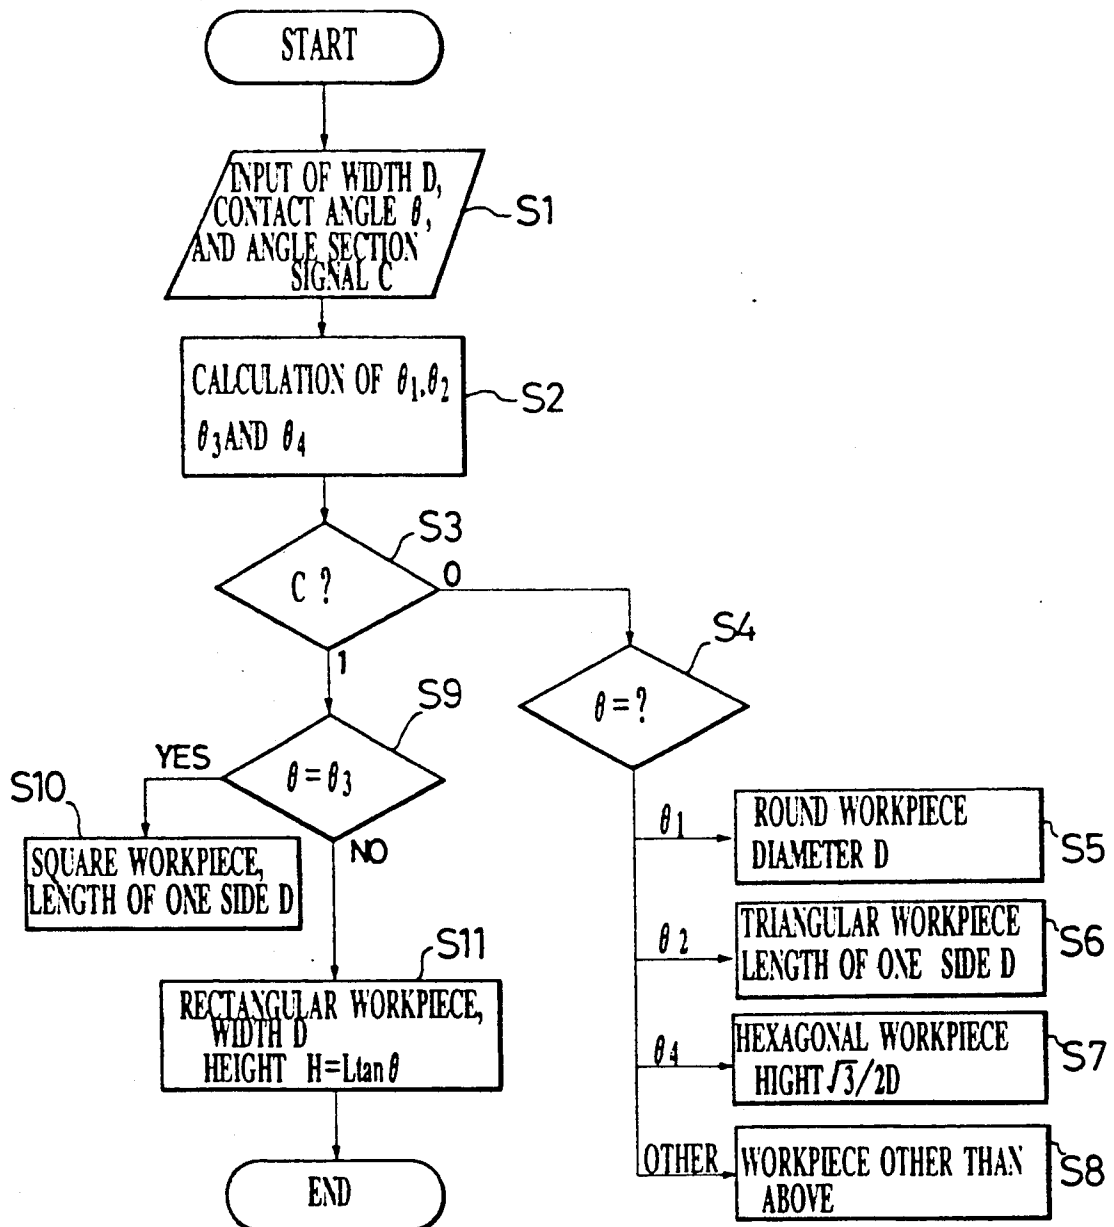 START
INPUT OF WIDTH D,
CONTACT ANGLE θ,
AND ANGLE SECTION
SIGNAL C
S1
CALCULATION OF θ1,θ2
θ3 AND θ4
S2
C ?
S3
0
1
θ=?
S4
θ=θ3
S9
YES
NO
S10
SQUARE WORKPIECE,
LENGTH OF ONE SIDE D
θ1
ROUND WORKPIECE
DIAMETER D
S5
θ2
TRIANGULAR WORKPIECE
LENGTH OF ONE SIDE D
S6
θ4
HEXAGONAL WORKPIECE
HIGHT √3/2D
S7
OTHER
WORKPIECE OTHER THAN
ABOVE
S8
S11
RECTANGULAR WORKPIECE,
WIDTH D
HEIGHT H=Ltanθ
END